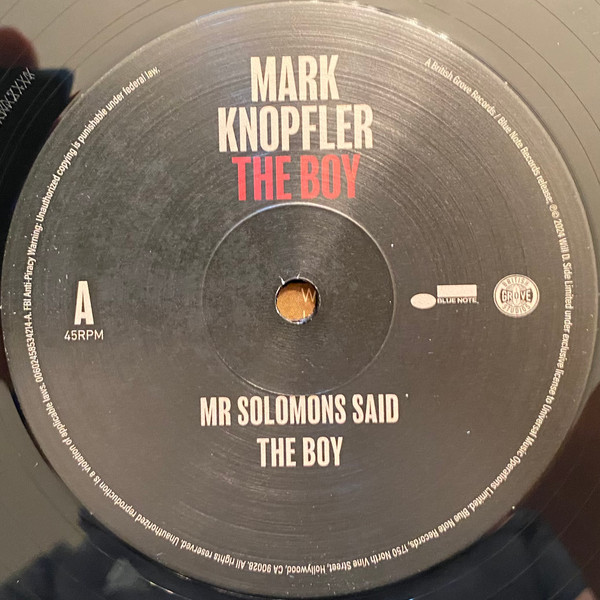 MARK
KNOPFLER
THE BOY
A
45RPM
BLUE NOTE
BRITISH
GROVE
STUDIOS
MR SOLOMONS SAID
THE BOY
A British Grove Records / Blue Note Records release; ℗© 2024 Will D. Side Limited under exclusive license to Universal Music Operations Limited. Blue Note Records, 1750 North Vine Street, Hollywood, CA 90028. All rights reserved. Unauthorized reproduction is a violation of applicable laws. 00602458534214-A. FBI Anti-Piracy Warning: Unauthorized copying is punishable under federal law.
W